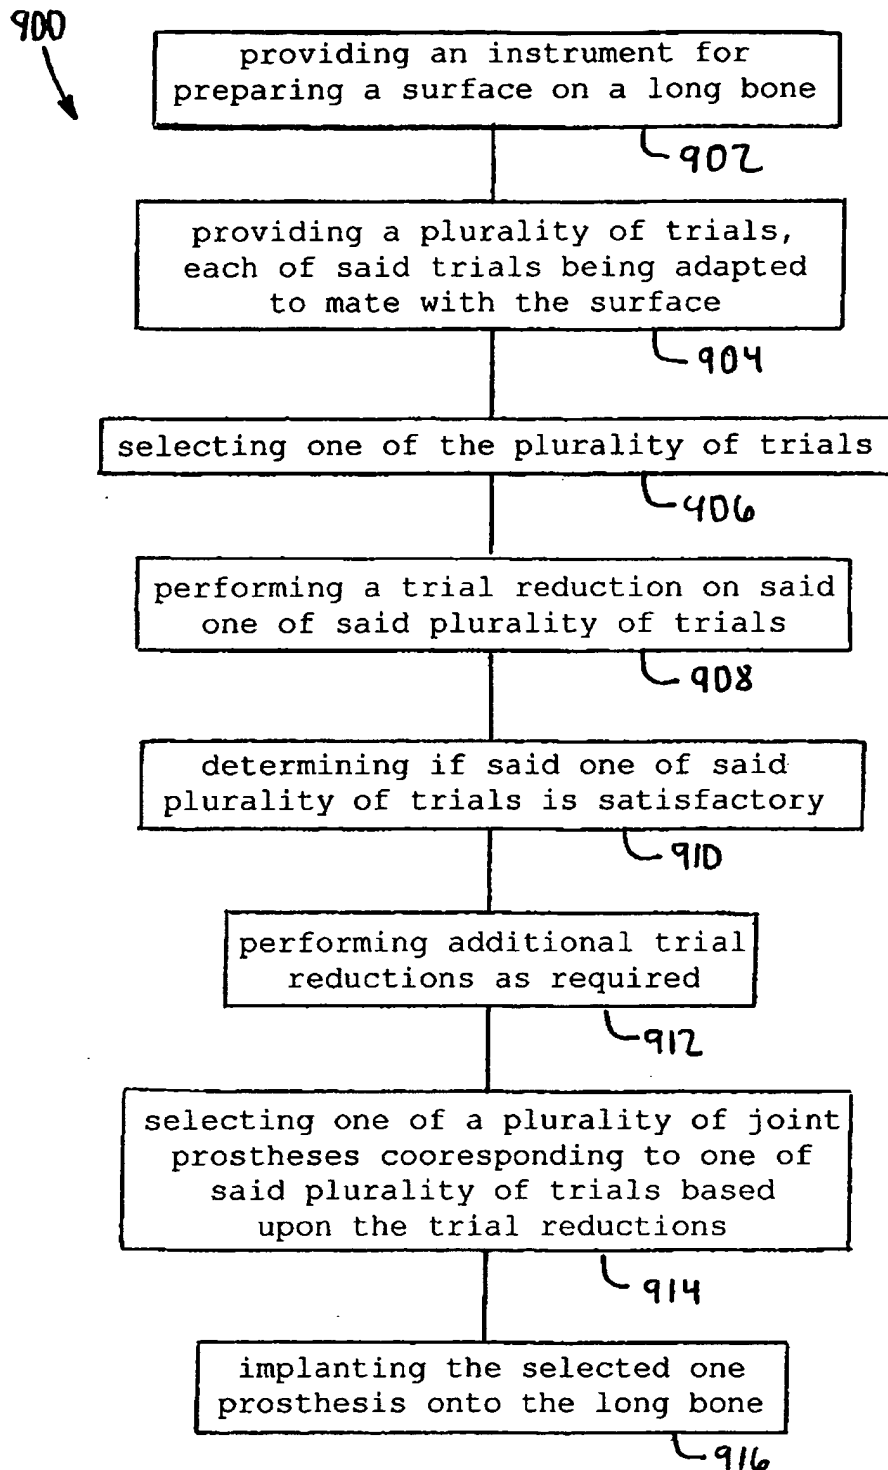 900
providing an instrument for
preparing a surface on a long bone
902
providing a plurality of trials,
each of said trials being adapted
to mate with the surface
904
selecting one of the plurality of trials
906
performing a trial reduction on said
one of said plurality of trials
908
determining if said one of said
plurality of trials is satisfactory
910
performing additional trial
reductions as required
912
selecting one of a plurality of joint
prostheses cooresponding to one of
said plurality of trials based
upon the trial reductions
914
implanting the selected one
prosthesis onto the long bone
916